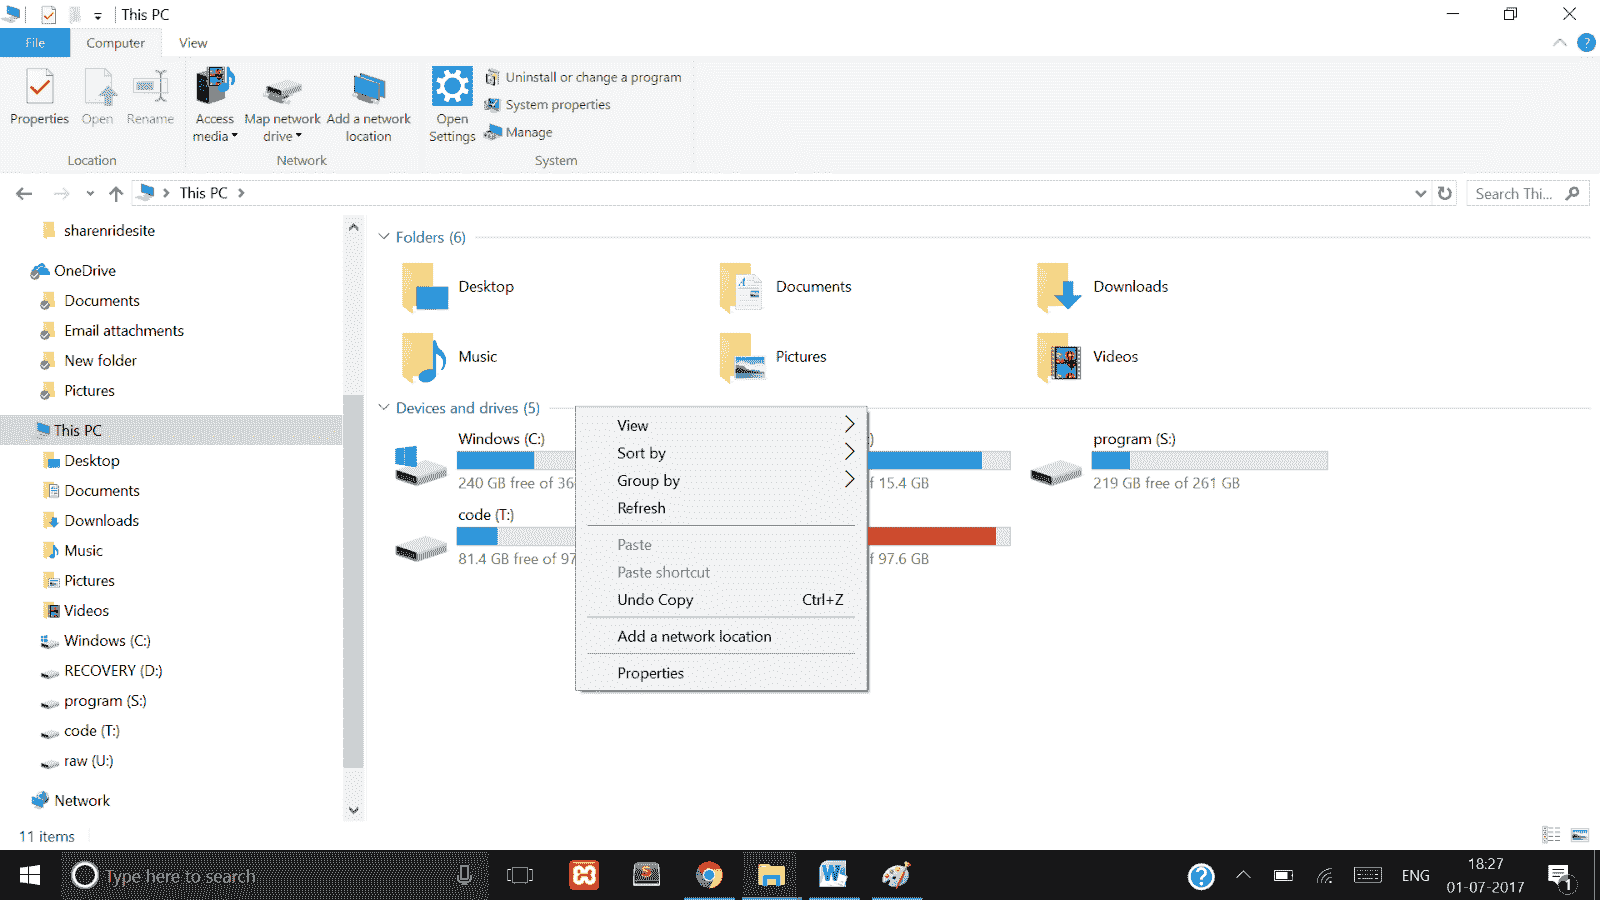 This PC
File
Computer
View
Properties
Open
Rename
Access media
Map network drive
Add a network location
Open Settings
Uninstall or change a program
System properties
Manage
Location
Network
System
This PC
Search Thi...
sharenridesite
OneDrive
Documents
Email attachments
New folder
Pictures
This PC
Desktop
Documents
Downloads
Music
Pictures
Videos
Windows (C:)
RECOVERY (D:)
program (S:)
code (T:)
raw (U:)
Network
Folders (6)
Desktop
Documents
Downloads
Music
Pictures
Videos
Devices and drives (5)
Windows (C:)
240 GB free of 36
f 15.4 GB
program (S:)
219 GB free of 261 GB
code (T:)
81.4 GB free of 97
f 97.6 GB
View
Sort by
Group by
Refresh
Paste
Paste shortcut
Undo Copy Ctrl+Z
Add a network location
Properties
11 items
Type here to search
ENG
18:27
01-07-2017
1